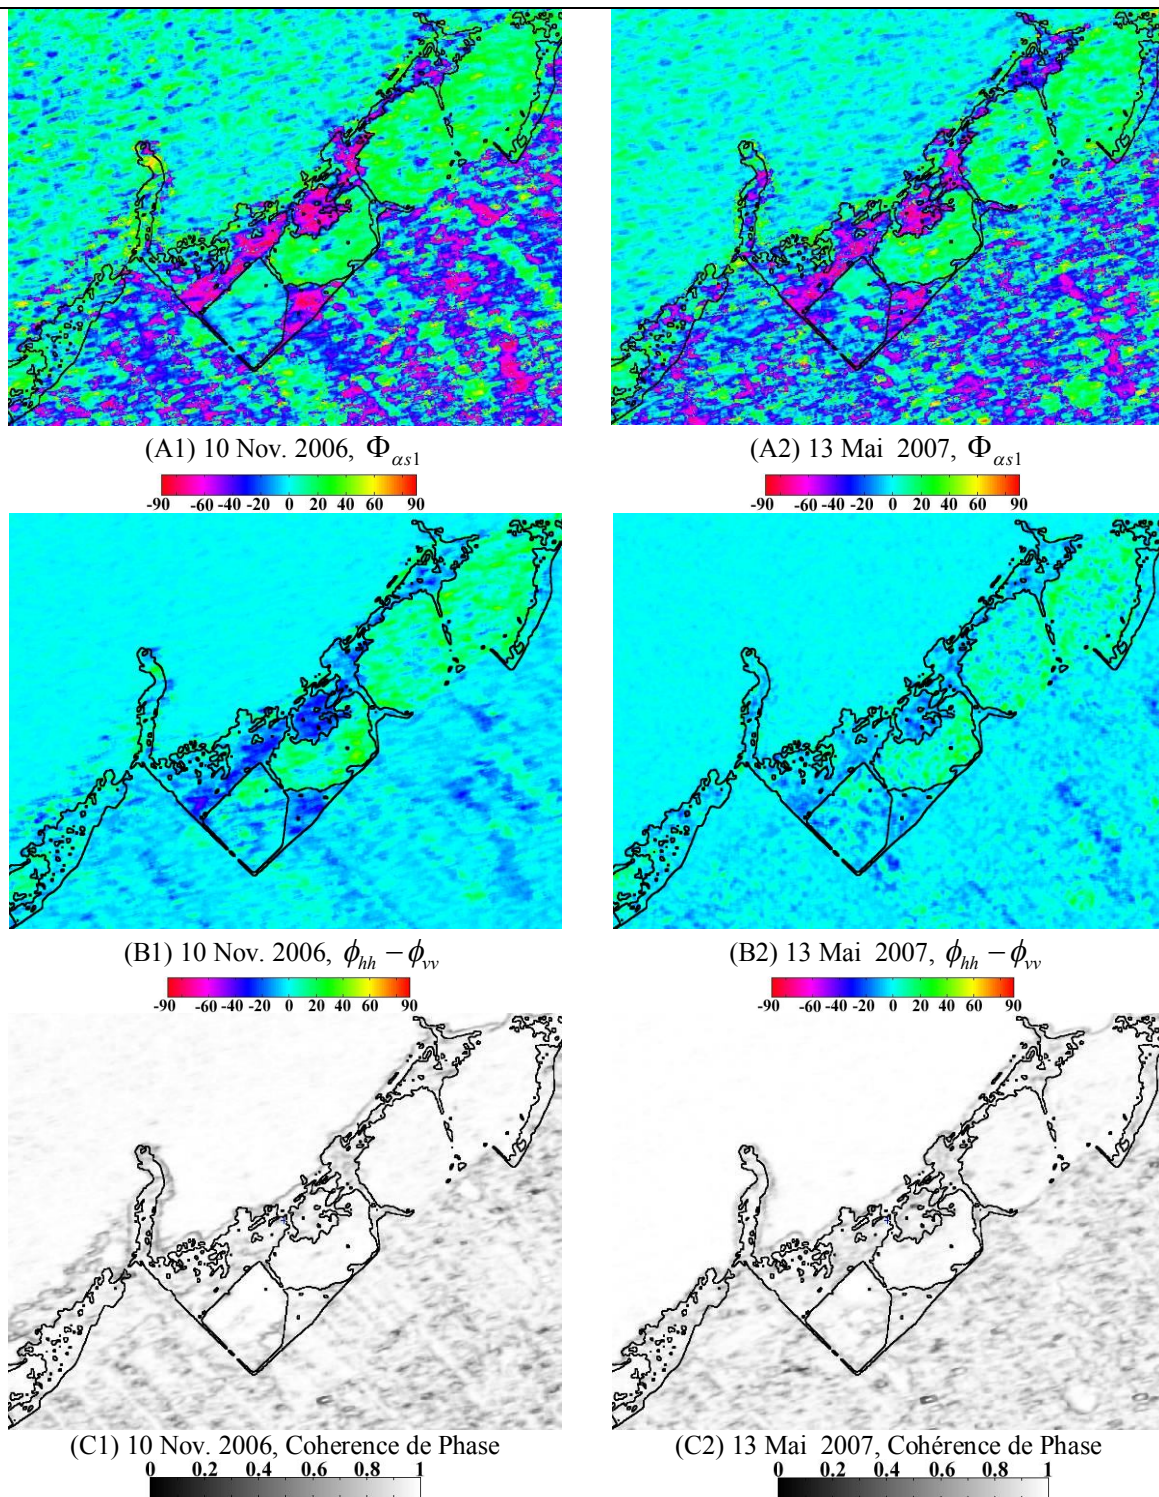 (A1) 10 Nov. 2006, Φαs1
(A2) 13 Mai 2007, Φαs1
-90 -60 -40 -20 0 20 40 60 90
-90 -60 -40 -20 0 20 40 60 90
(B1) 10 Nov. 2006, ϕhh − ϕvv
(B2) 13 Mai 2007, ϕhh − ϕvv
-90 -60 -40 -20 0 20 40 60 90
-90 -60 -40 -20 0 20 40 60 90
(C1) 10 Nov. 2006, Coherence de Phase
(C2) 13 Mai 2007, Cohérence de Phase
0 0.2 0.4 0.6 0.8 1
0 0.2 0.4 0.6 0.8 1